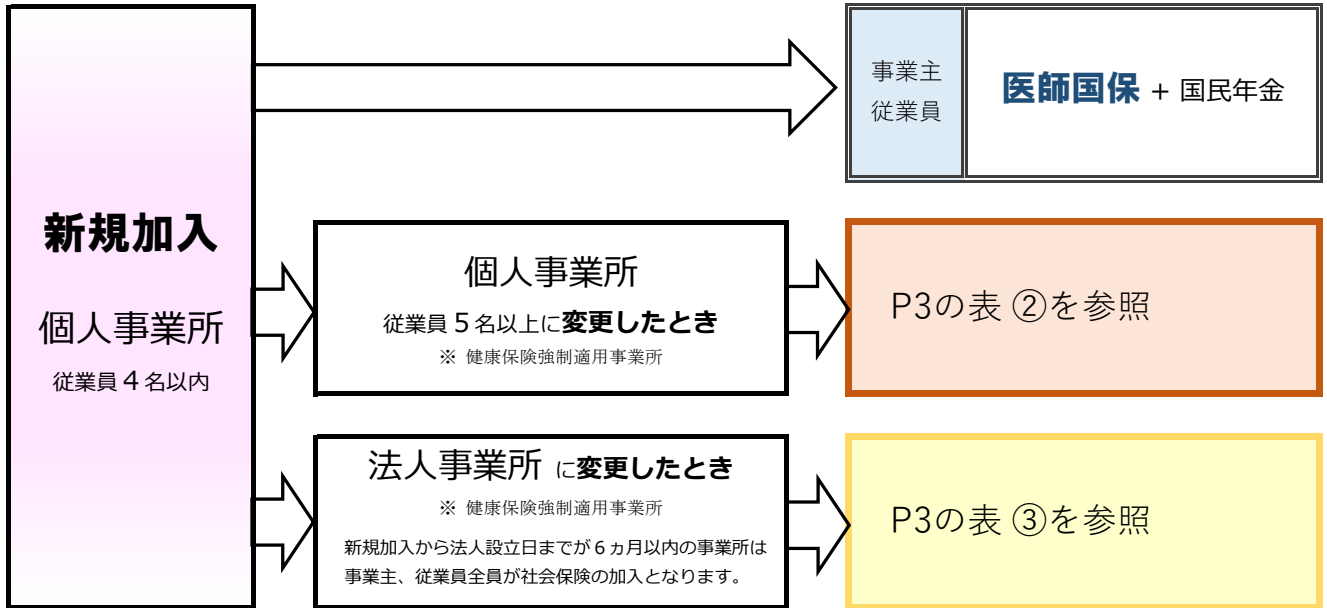 新規加入
個人事業所
従業員4名以内
事業主
従業員
医師国保 + 国民年金
個人事業所
従業員5名以上に変更したとき
※ 健康保険強制適用事業所
P3の表 ②を参照
法人事業所 に変更したとき
※ 健康保険強制適用事業所
新規加入から法人設立日までが6ヵ月以内の事業所は
事業主、従業員全員が社会保険の加入となります。
P3の表 ③を参照